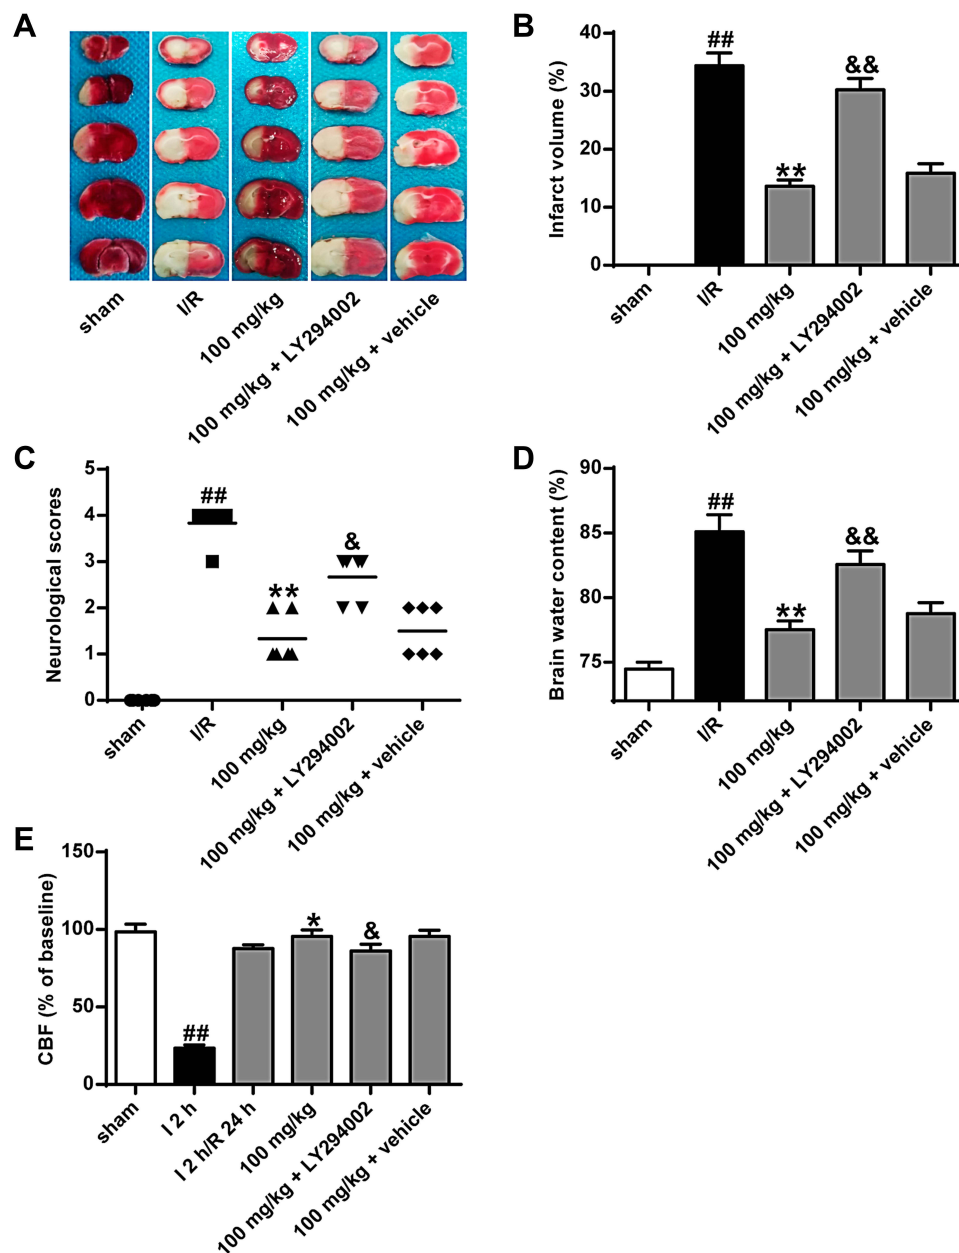 A
sham
I/R
100 mg/kg
100 mg/kg + LY294002
100 mg/kg + vehicle
B
Infarct volume (%)
40
30
20
10
0
##
**
&&
sham
I/R
100 mg/kg
100 mg/kg + LY294002
100 mg/kg + vehicle
C
Neurological scores
5
4
3
2
1
0
##
**
&
sham
I/R
100 mg/kg
100 mg/kg + LY294002
100 mg/kg + vehicle
D
Brain water content (%)
90
85
80
75
##
**
&&
sham
I/R
100 mg/kg
100 mg/kg + LY294002
100 mg/kg + vehicle
E
CBF (% of baseline)
150
100
50
0
##
*
&
sham
I 2 h
I 2 h/R 24 h
100 mg/kg
100 mg/kg + LY294002
100 mg/kg + vehicle